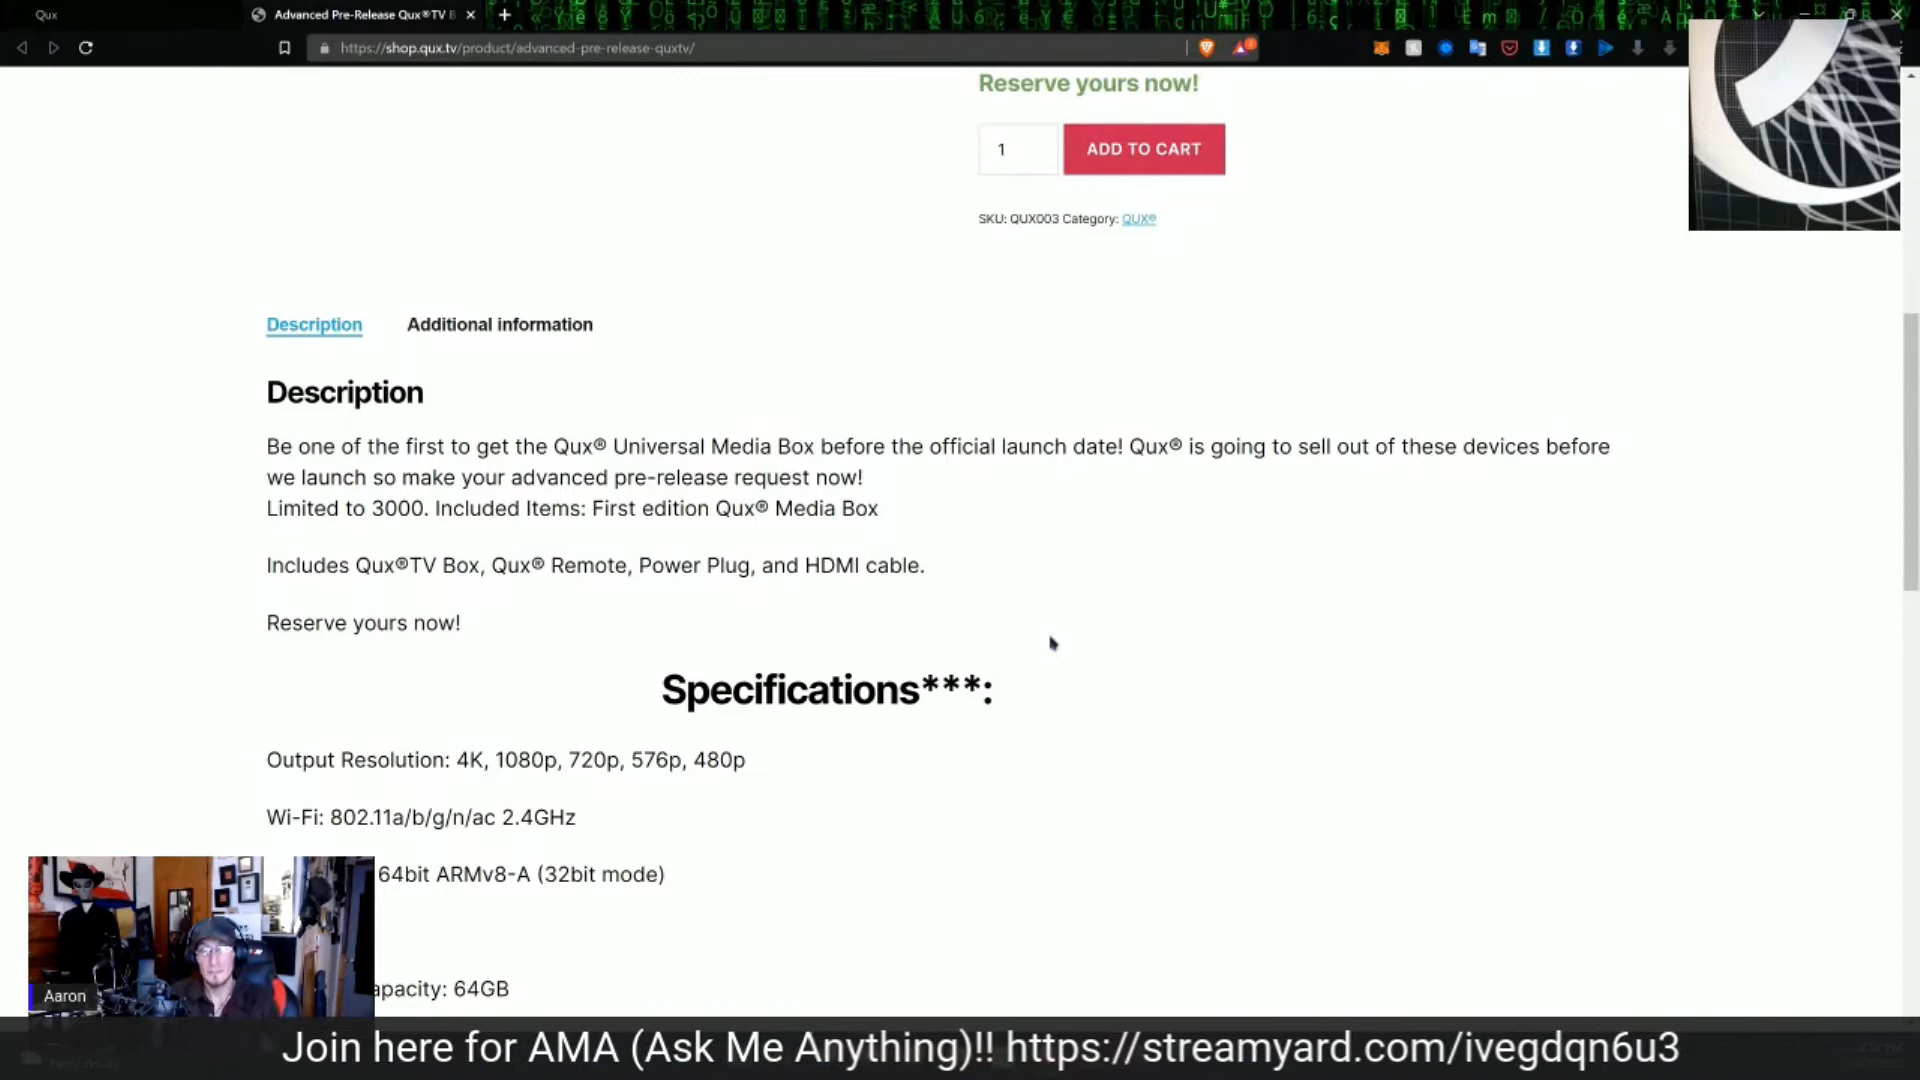 Qux
Advanced Pre-Release Qux®TV B
https://shop.qux.tv/product/advanced-pre-release-quxtv/
Reserve yours now!
1
ADD TO CART
SKU: QUX003 Category: QUX®
Description
Additional information
Description
Be one of the first to get the Qux® Universal Media Box before the official launch date! Qux® is going to sell out of these devices before
we launch so make your advanced pre-release request now!
Limited to 3000. Included Items: First edition Qux® Media Box
Includes Qux®TV Box, Qux® Remote, Power Plug, and HDMI cable.
Reserve yours now!
Specifications***:
Output Resolution: 4K, 1080p, 720p, 576p, 480p
Wi-Fi: 802.11a/b/g/n/ac 2.4GHz
64bit ARMv8-A (32bit mode)
apacity: 64GB
Aaron
Join here for AMA (Ask Me Anything)!! https://streamyard.com/ivegdqn6u3